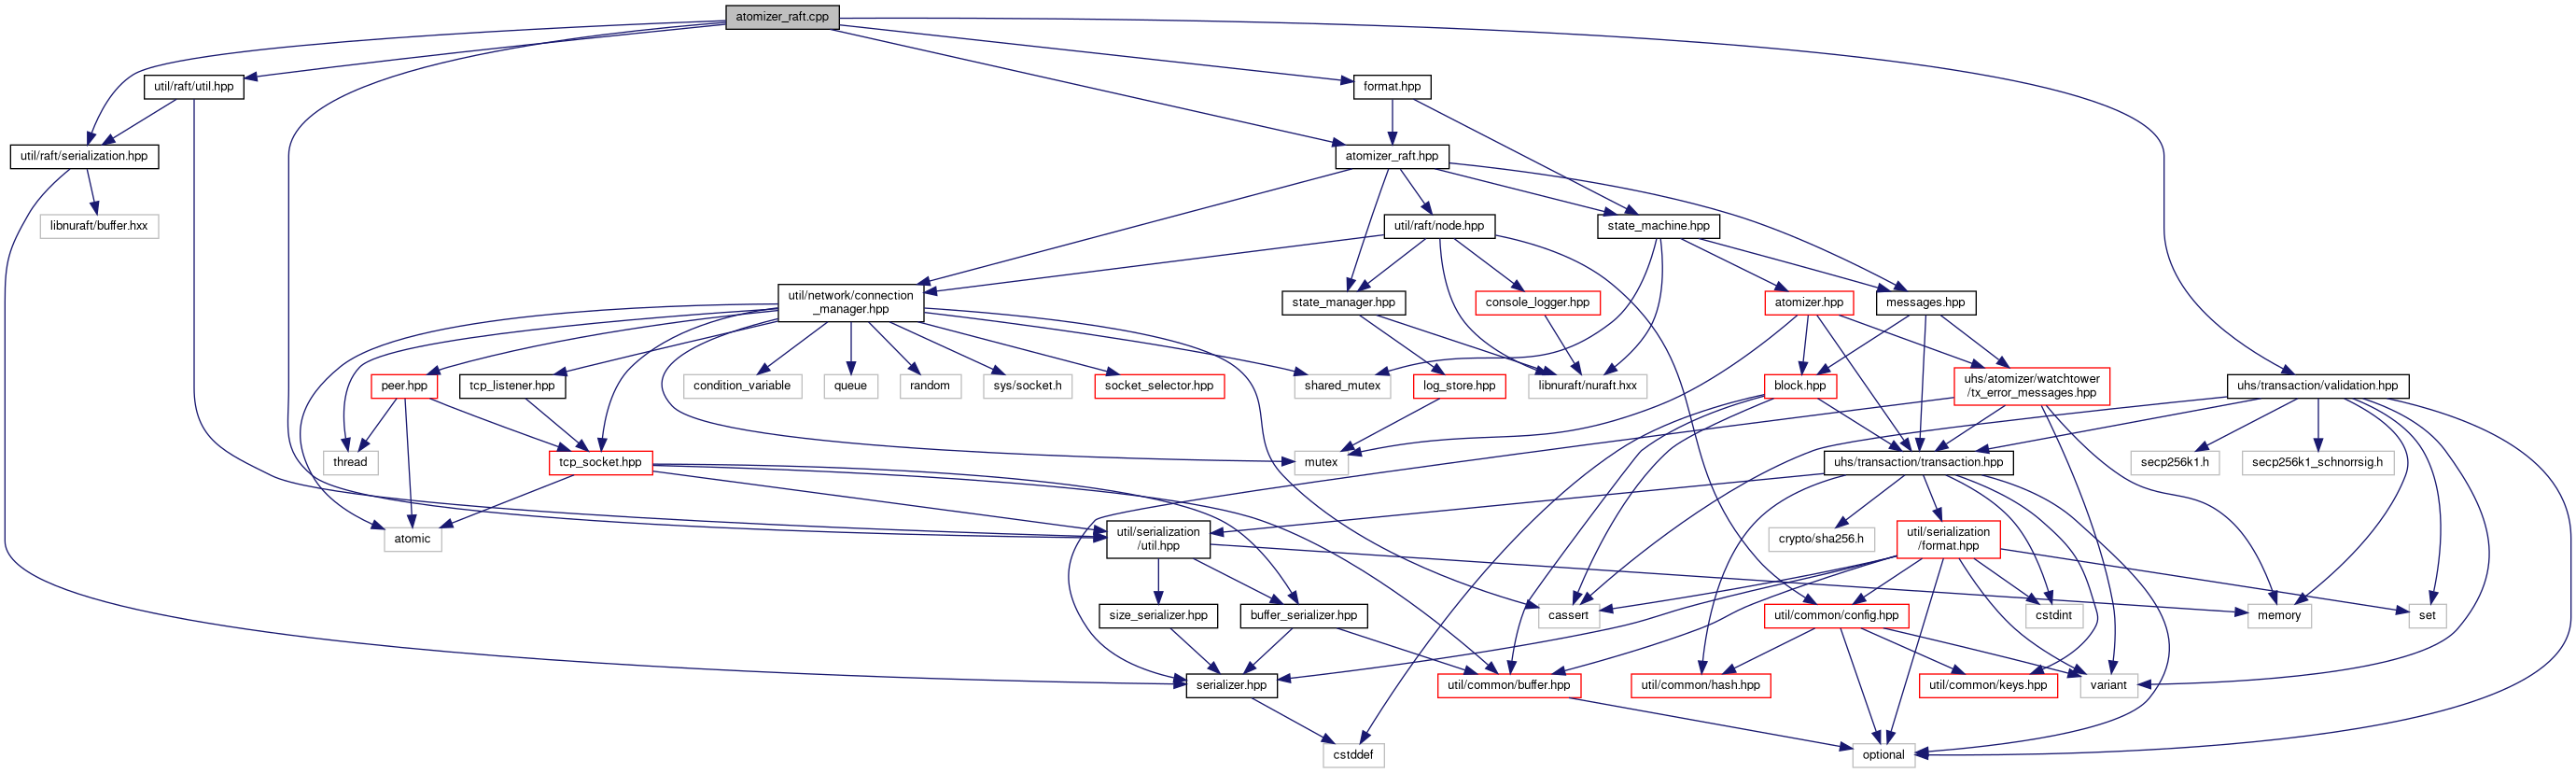 atomizer_raft.cpp
util/raft/util.hpp
format.hpp
util/raft/serialization.hpp
atomizer_raft.hpp
libnuraft/buffer.hxx
util/raft/node.hpp
state_machine.hpp
util/network/connection
_manager.hpp
state_manager.hpp
console_logger.hpp
atomizer.hpp
messages.hpp
peer.hpp
tcp_listener.hpp
condition_variable
queue
random
sys/socket.h
socket_selector.hpp
shared_mutex
log_store.hpp
libnuraft/nuraft.hxx
block.hpp
uhs/atomizer/watchtower
/tx_error_messages.hpp
uhs/transaction/validation.hpp
thread
tcp_socket.hpp
mutex
uhs/transaction/transaction.hpp
secp256k1.h
secp256k1_schnorrsig.h
atomic
util/serialization
/util.hpp
crypto/sha256.h
util/serialization
/format.hpp
size_serializer.hpp
buffer_serializer.hpp
cassert
util/common/config.hpp
cstdint
memory
set
serializer.hpp
util/common/buffer.hpp
util/common/hash.hpp
util/common/keys.hpp
variant
cstddef
optional